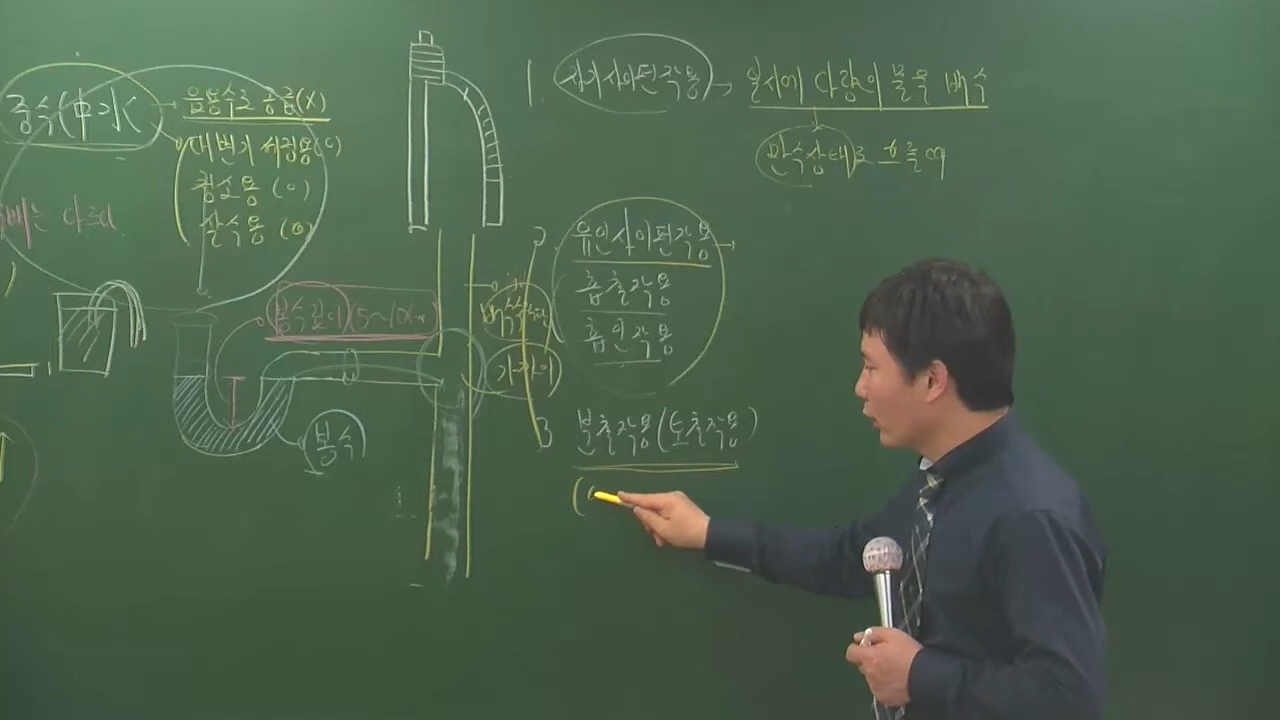 중수(中水
음용수로 공급(X)
대변기 세정용(○)
청소용 (○)
살수용 (○)
는 다르다
봉수깊이(5~10cm
봉수
배수수직관
가까이
1. 자기사이펀작용 → 일시에 다량의 물을 배수
만수상태로 흐를 때
2. 유인사이펀작용 →
흡출작용
흡인작용
3 분출작용(토출작용)
(